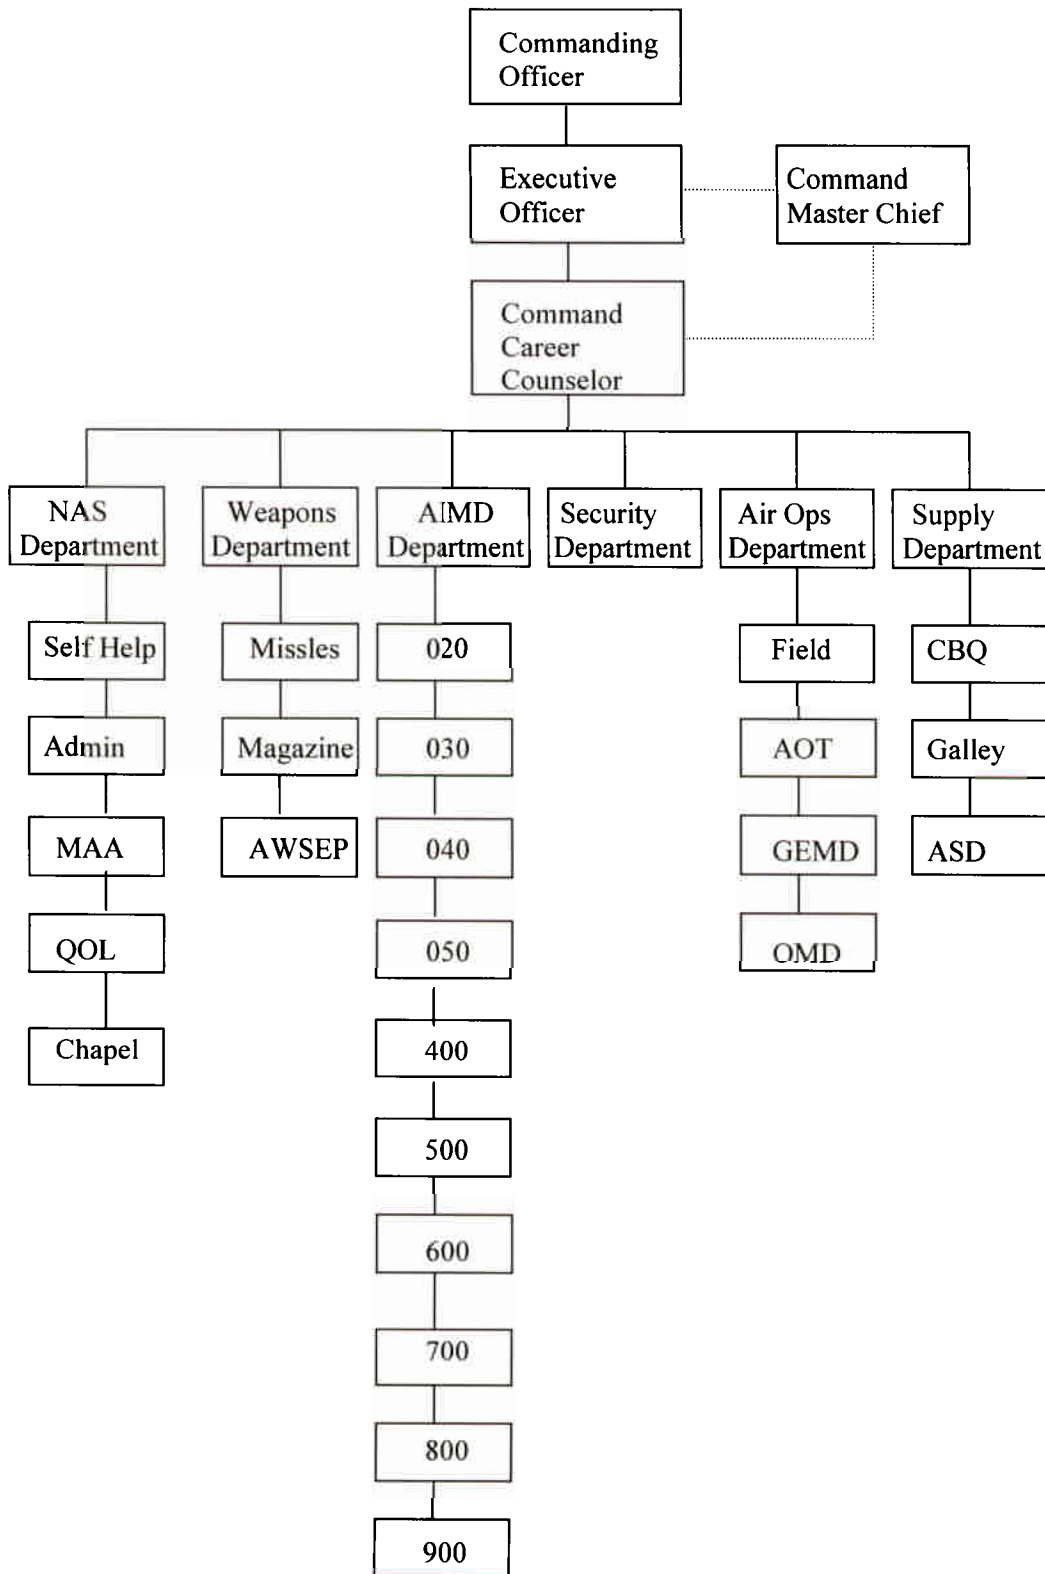 Commanding
Officer
Executive
Officer
Command
Master Chief
Command
Career
Counselor
NAS
Department
Weapons
Department
AIMD
Department
Security
Department
Air Ops
Department
Supply
Department
Self Help
Missles
020
Field
CBQ
Admin
Magazine
030
AOT
Galley
MAA
AWSEP
040
GEMD
ASD
QOL
050
OMD
Chapel
400
500
600
700
800
900